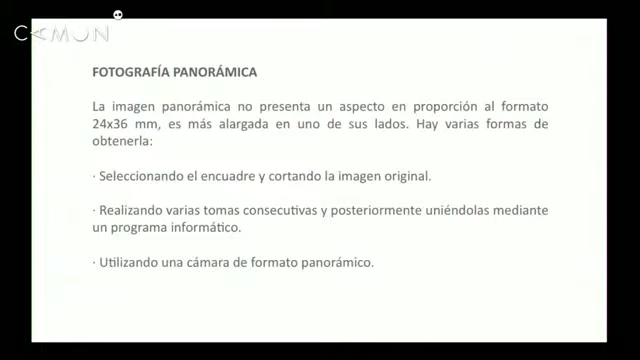 CAMON
FOTOGRAFÍA PANORÁMICA
La imagen panorámica no presenta un aspecto en proporción al formato
24x36 mm, es más alargada en uno de sus lados. Hay varias formas de
obtenerla:
· Seleccionando el encuadre y cortando la imagen original.
· Realizando varias tomas consecutivas y posteriormente uniéndolas mediante
un programa informático.
· Utilizando una cámara de formato panorámico.